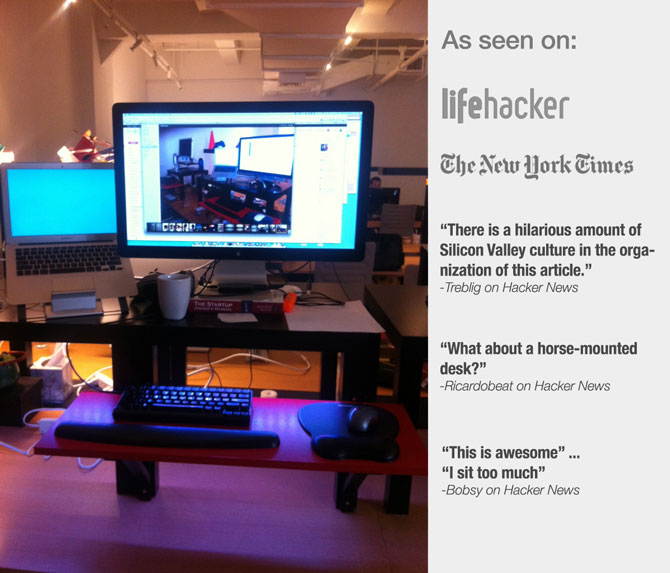 As seen on:
lifehacker
The New York Times
“There is a hilarious amount of
Silicon Valley culture in the orga-
nization of this article.”
-Treblig on Hacker News
“What about a horse-mounted
desk?”
-Ricardobeat on Hacker News
“This is awesome” ...
“I sit too much”
-Bobsy on Hacker News
THE STARTUP